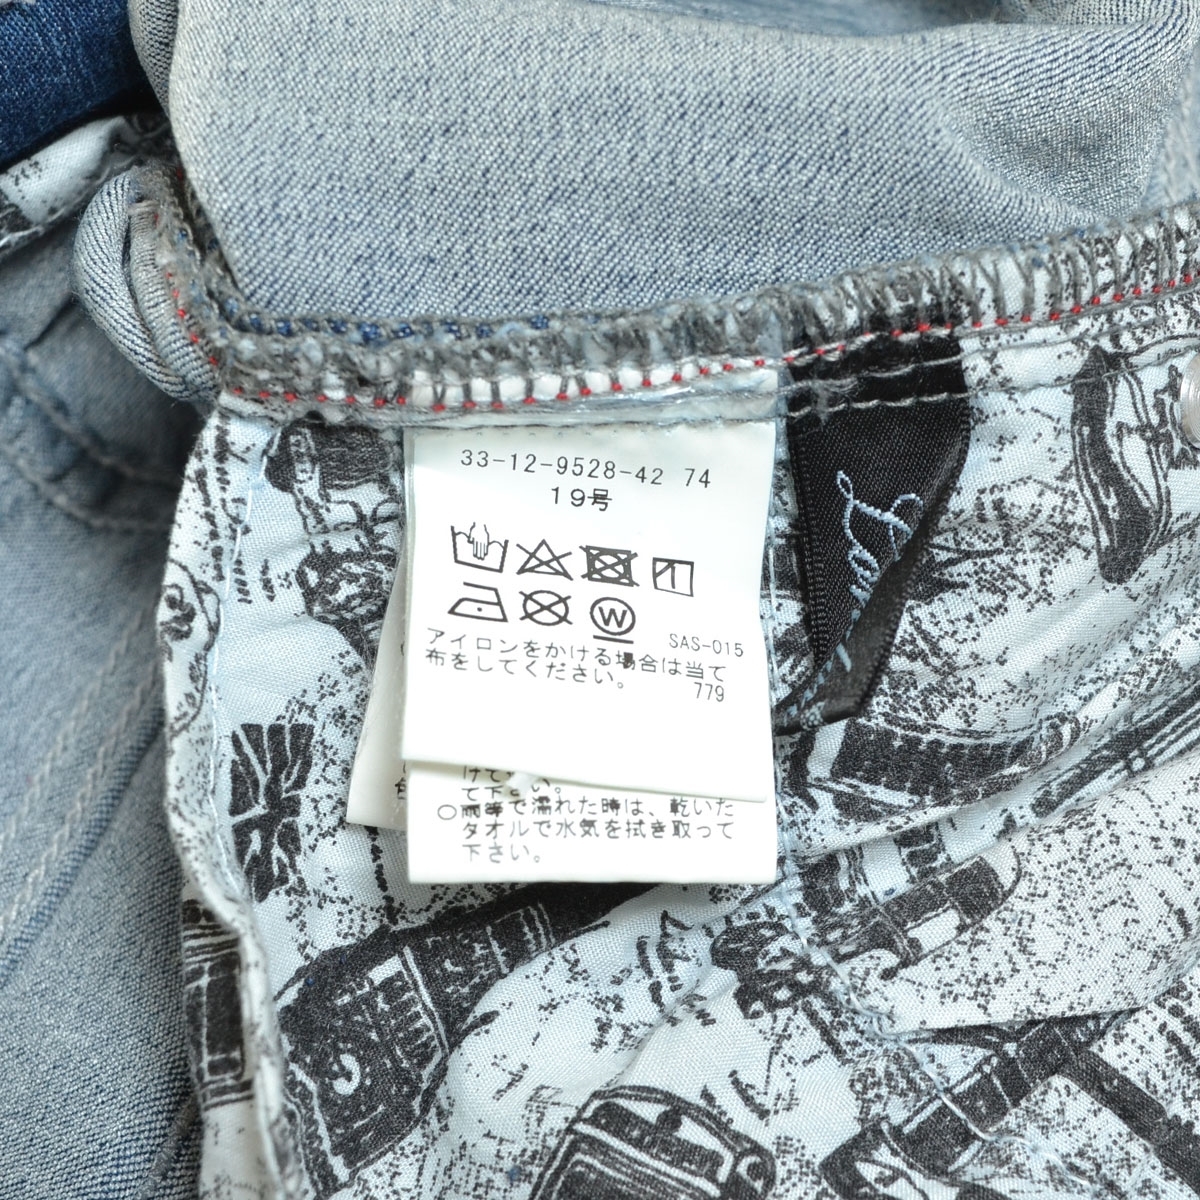 33-12-9528-42 74
19号
W
SAS-015
アイロンをかける場合は当て
布をしてください。
779
て下さい。
○雨等で濡れた時は、乾いた
タオルで水気を拭き取って
下さい。